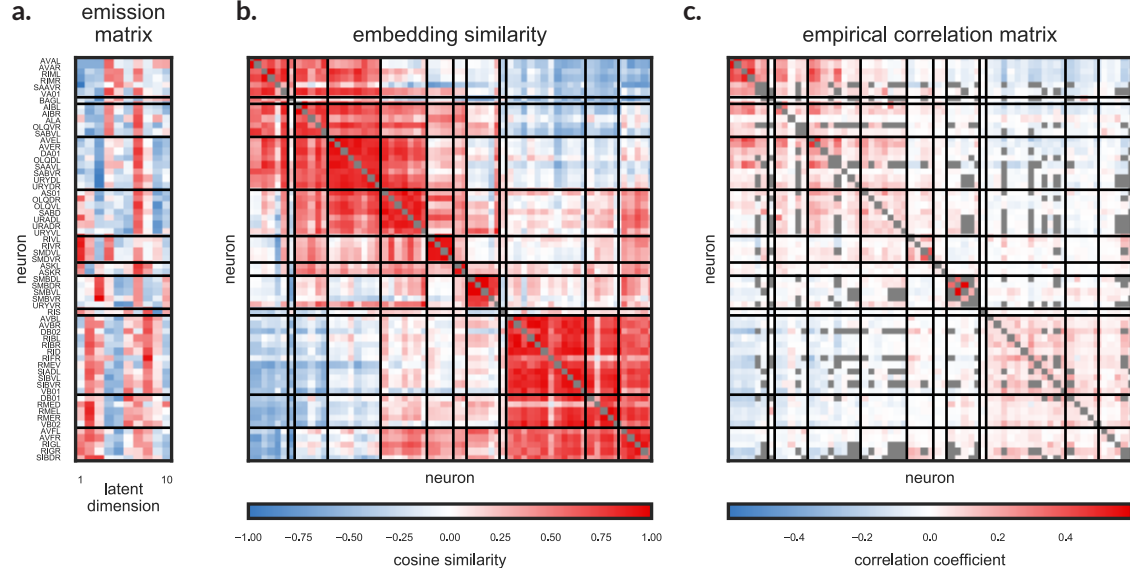 a.
emission
matrix
b.
embedding similarity
c.
empirical correlation matrix
neuron
AVAL
AVAR
RIML
RIMR
SAAVR
VA01
BAGL
AIBL
AIBR
ALA
OLQVR
SABVL
AVEL
AVER
DA01
OLQDL
SAAVL
SABVR
URYDL
URYDR
AS01
OLQDR
OLQVL
SABD
URADL
URADR
URYVL
RIVL
RIVR
SMDVL
SMDVR
ASKL
ASKR
SMBDL
SMBDR
SMBVL
SMBVR
URYVR
RIS
AVBL
AVBR
DB02
RIBL
RIBR
RID
RIFR
RMEV
SIADL
SIBVL
SIBVR
VB01
DB01
RMED
RMEL
RMER
VB02
AVFL
AVFR
RIGL
RIGR
SIBDR
1 10
latent
dimension
neuron
neuron
−1.00 −0.75 −0.50 −0.25 0.00 0.25 0.50 0.75 1.00
cosine similarity
neuron
neuron
−0.4 −0.2 0.0 0.2 0.4
correlation coefficient